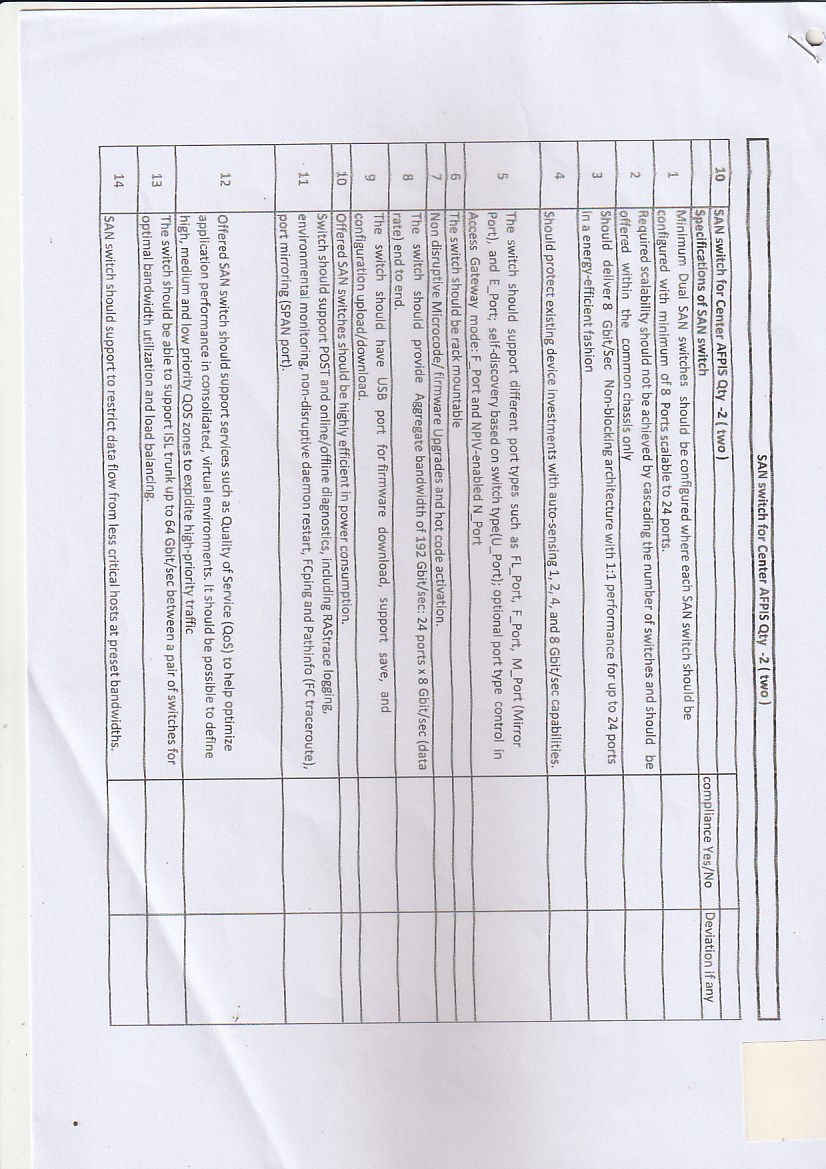 SAN switch for Center AFPIS Qty -2 ( two )
10 SAN switch for Center AFPIS Qty -2 ( two )
Specifications of SAN switch compliance Yes/No Deviation if any
1 Minimum Dual SAN switches should be configured where each SAN switch should be
configured with minimum of 8 Ports scalable to 24 ports.
2 Required scalability should not be achieved by cascading the number of switches and should be
offered within the common chassis only
3 Should deliver 8 Gbit/Sec Non-blocking architecture with 1:1 performance for up to 24 ports
in a energy-efficient fashion
4 Should protect existing device investments with auto-sensing 1, 2, 4, and 8 Gbit/sec capabilities.
5 The switch should support different port types such as FL_Port, F_Port, M_Port (Mirror
Port), and E_Port; self-discovery based on switch type(U_Port); optional port type control in
Access Gateway mode: F_Port and NPIV-enabled N_Port
6 The switch should be rack mountable
7 Non disruptive Microcode/ firmware Upgrades and hot code activation.
8 The switch should provide Aggregate bandwidth of 192 Gbit/sec: 24 ports x 8 Gbit/sec (data
rate) end to end.
9 The switch should have USB port for firmware download, support save, and
configuration upload/download.
10 Offered SAN switches should be highly efficient in power consumption.
11 Switch should support POST and online/offline diagnostics, including RAStrace logging,
environmental monitoring, non-disruptive daemon restart, FCping and Pathinfo (FC traceroute),
port mirroring (SPAN port).
12 Offered SAN switch should support services such as Quality of Service (QoS) to help optimize
application performance in consolidated, virtual environments. It should be possible to define
high, medium and low priority QOS zones to expidite high-priority traffic
13 The switch should be able to support ISL trunk up to 64 Gbit/sec between a pair of switches for
optimal bandwidth utilization and load balancing.
14 SAN switch should support to restrict data flow from less critical hosts at preset bandwidths.